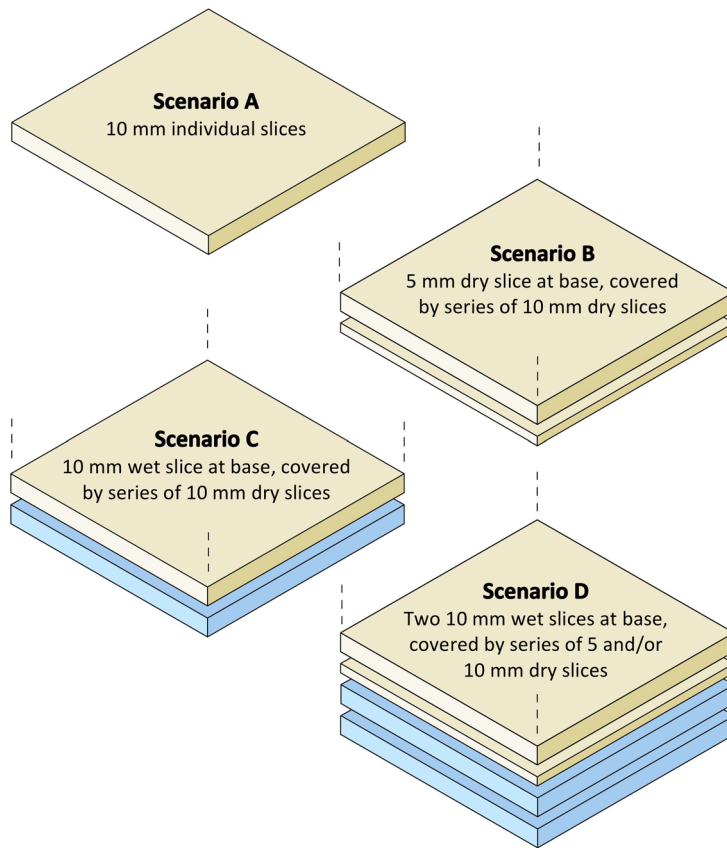 Scenario A
10 mm individual slices
Scenario B
5 mm dry slice at base, covered
by series of 10 mm dry slices
Scenario C
10 mm wet slice at base, covered
by series of 10 mm dry slices
Scenario D
Two 10 mm wet slices at base,
covered by series of 5 and/or
10 mm dry slices